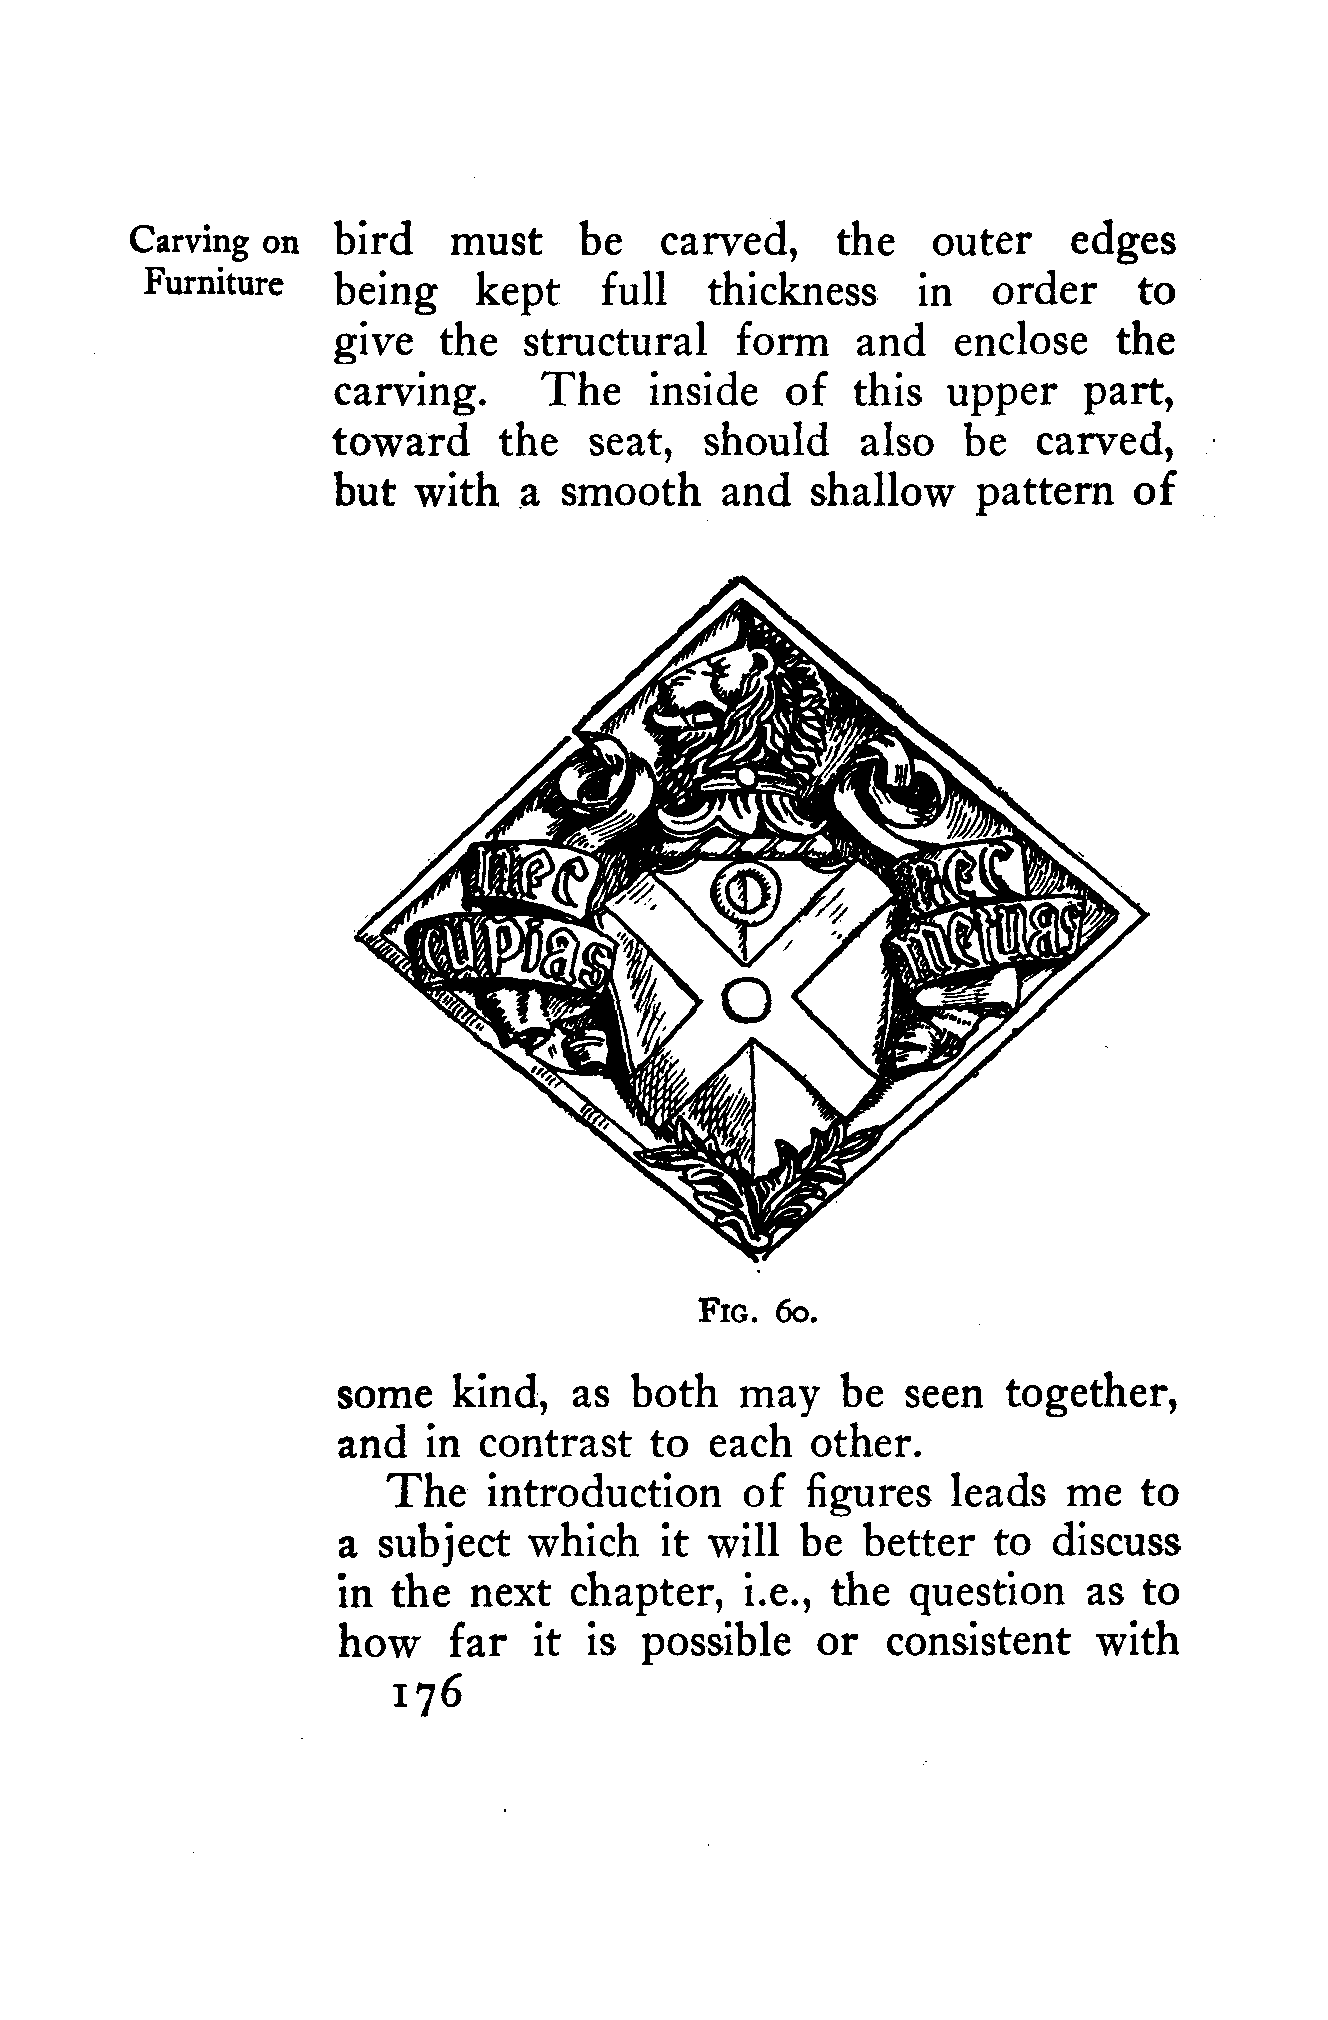 Carving on
Furniture
bird must be carved, the outer edges
being kept full thickness in order to
give the structural form and enclose the
carving. The inside of this upper part,
toward the seat, should also be carved,
but with a smooth and shallow pattern of
nec
cupias
nec
metuas
FIG. 60.
some kind, as both may be seen together,
and in contrast to each other.
The introduction of figures leads me to
a subject which it will be better to discuss
in the next chapter, i.e., the question as to
how far it is possible or consistent with
176